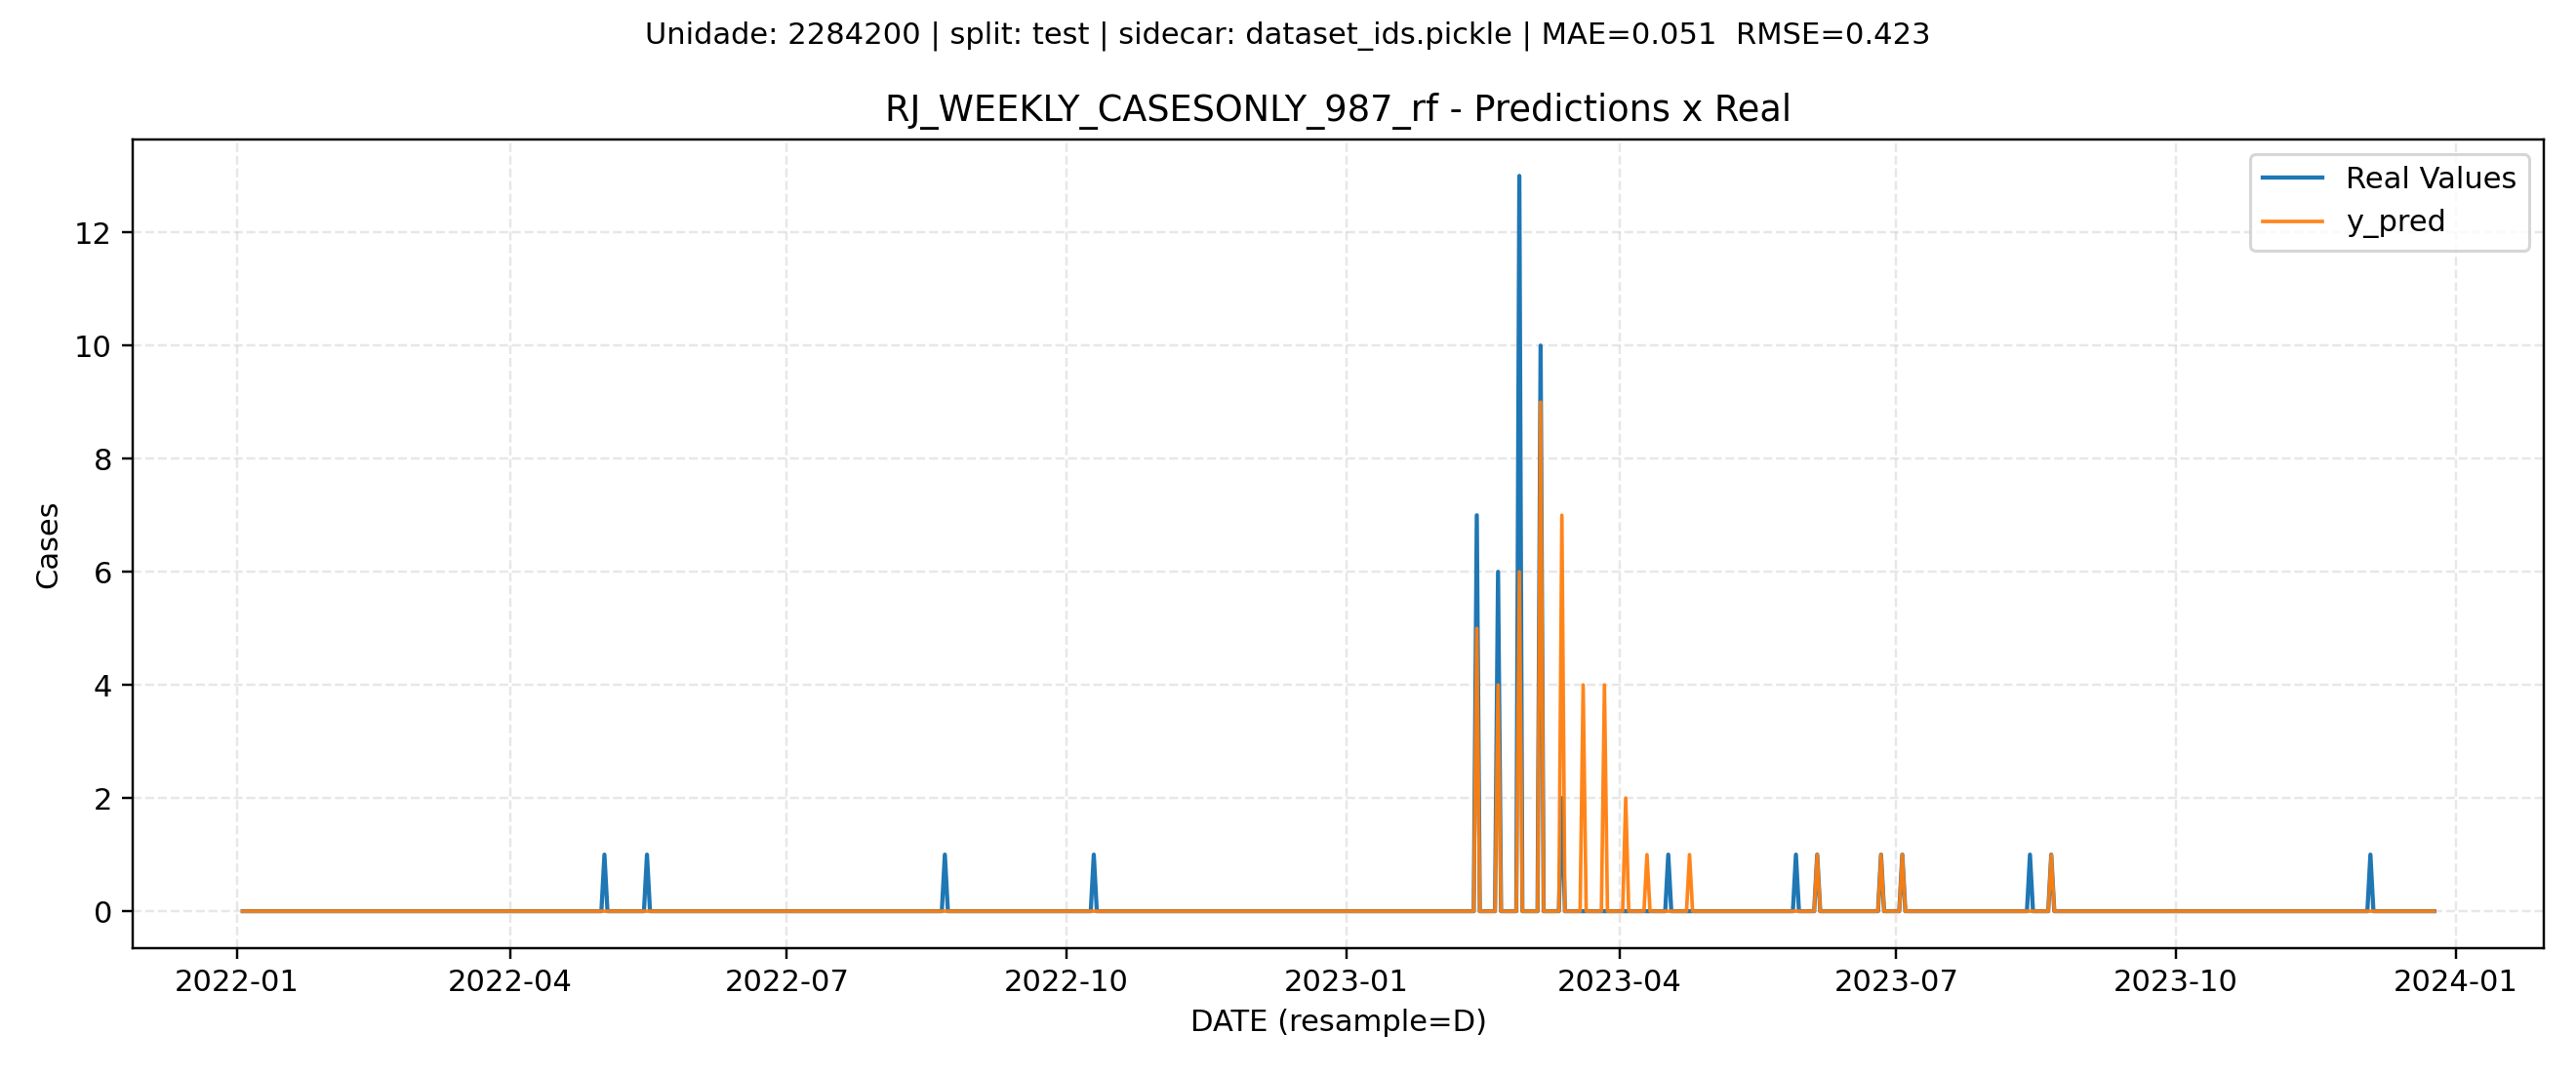 Unidade: 2284200 | split: test | sidecar: dataset_ids.pickle | MAE=0.051  RMSE=0.423
RJ_WEEKLY_CASESONLY_987_rf - Predictions x Real
Real Values
y_pred
Cases
12
10
8
6
4
2
0
2022-01
2022-04
2022-07
2022-10
2023-01
2023-04
2023-07
2023-10
2024-01
DATE (resample=D)